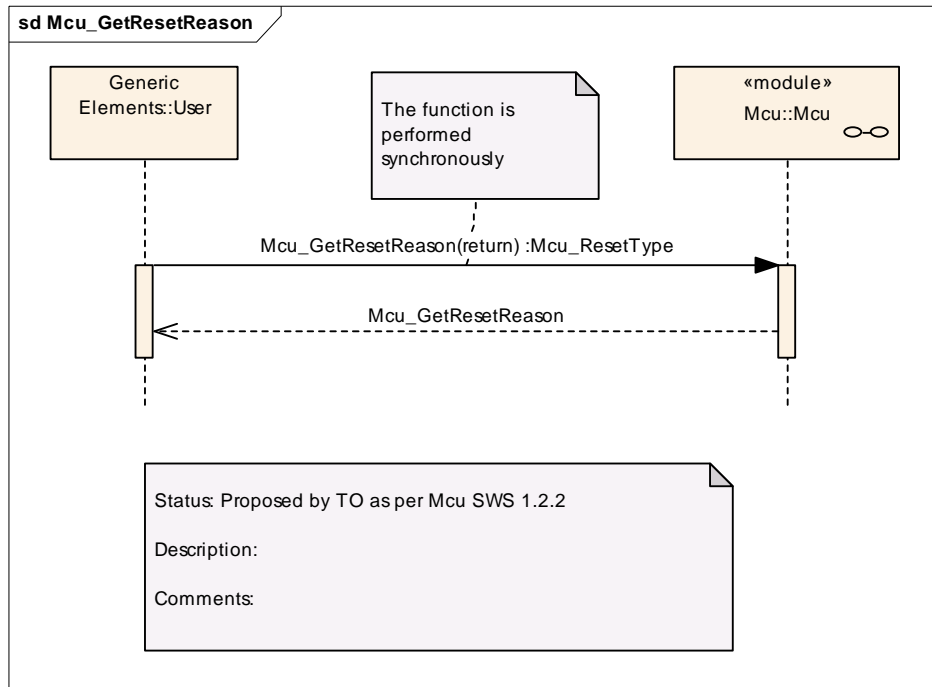 sd Mcu_GetResetReason
Generic
Elements::User
The function is
performed
synchronously
«module»
Mcu::Mcu
Mcu_GetResetReason(return) :Mcu_ResetType
Mcu_GetResetReason
Status: Proposed by TO as per Mcu SWS 1.2.2
Description:
Comments: